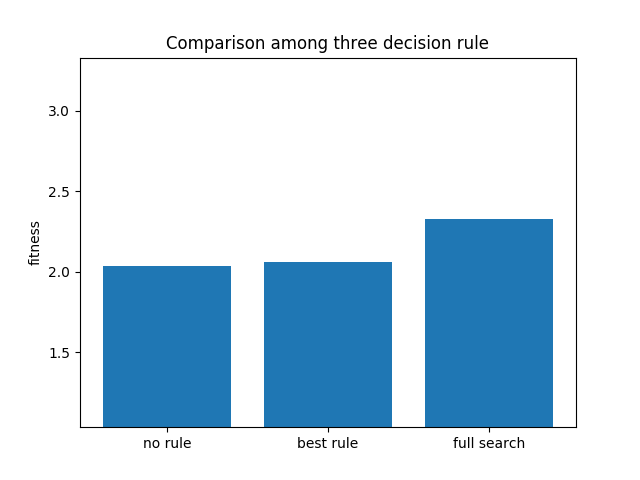 Comparison among three decision rule
3.0
2.5
2.0
1.5
fitness
no rule
best rule
full search